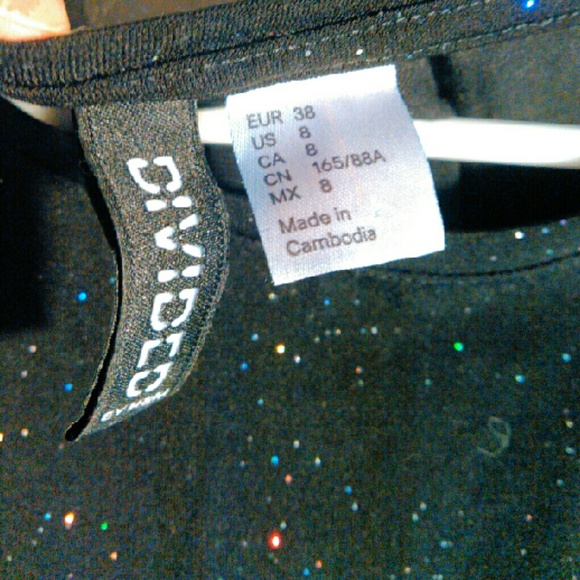 DIVIDED
EUR 38
US 8
CA 8
CN 165/88A
MX 8
Made in
Cambodia